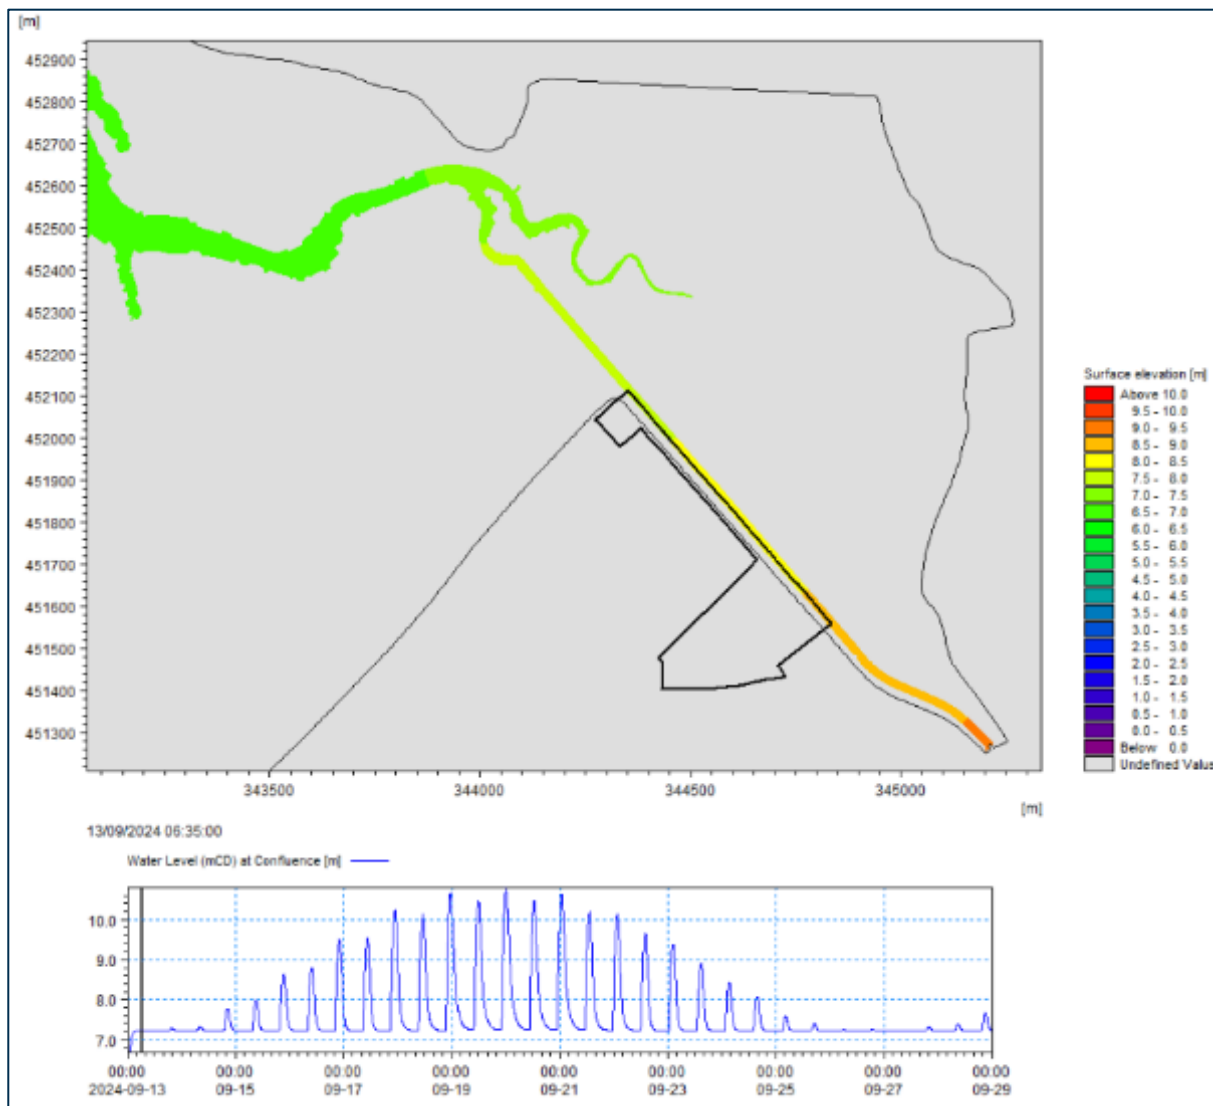 [m]
452900
452800
452700
452600
452500
452400
452300
452200
452100
452000
451900
451800
451700
451600
451500
451400
451300
343500 344000 344500 345000
[m]
Surface elevation [m]
Above 10.0
9.5 - 10.0
9.0 - 9.5
8.5 - 9.0
8.0 - 8.5
7.5 - 8.0
7.0 - 7.5
6.5 - 7.0
6.0 - 6.5
5.5 - 6.0
5.0 - 5.5
4.5 - 5.0
4.0 - 4.5
3.5 - 4.0
3.0 - 3.5
2.5 - 3.0
2.0 - 2.5
1.5 - 2.0
1.0 - 1.5
0.5 - 1.0
0.0 - 0.5
Below 0.0
Undefined Value
13/09/2024 06:35:00
Water Level (mCD) at Confluence [m]
10.0
9.0
8.0
7.0
00:00 00:00 00:00 00:00 00:00 00:00 00:00 00:00 00:00
2024-09-13 09-15 09-17 09-19 09-21 09-23 09-25 09-27 09-29